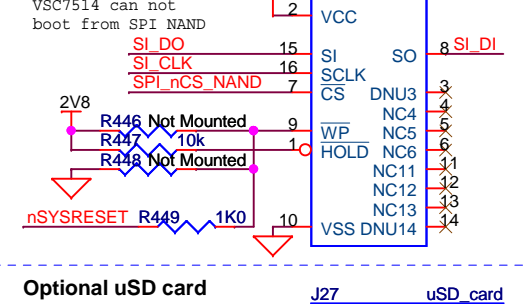 VSC7514 can not
boot from SPI NAND
2 VCC
SI_DO 15 SI SO 8 SI_DI
SI_CLK 16 SCLK
SPI_nCS_NAND 7 CS DNU3 3
2V8 NC4 4
R446 Not Mounted 9 WP NC5 5
R447 10k 1 HOLD NC6 6
R448 Not Mounted NC11 11
NC12 12
NC13 13
nSYSRESET R449 1K0 10 VSS DNU14 14
Optional uSD card J27 uSD_card